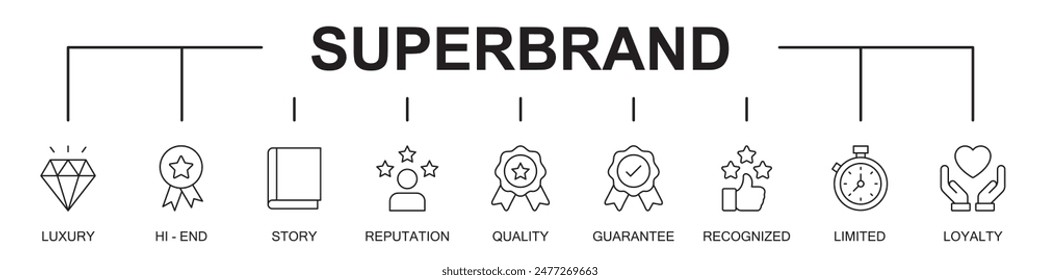 SUPERBRAND
LUXURY
HI - END
STORY
REPUTATION
QUALITY
GUARANTEE
RECOGNIZED
LIMITED
LOYALTY
shutterstock.com · 2477269663